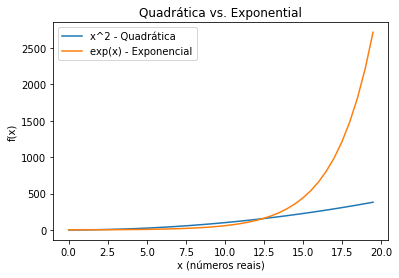 Quadrática vs. Exponential
x^2 - Quadrática
exp(x) - Exponencial
f(x)
2500
2000
1500
1000
500
0
0.0 2.5 5.0 7.5 10.0 12.5 15.0 17.5 20.0
x (números reais)